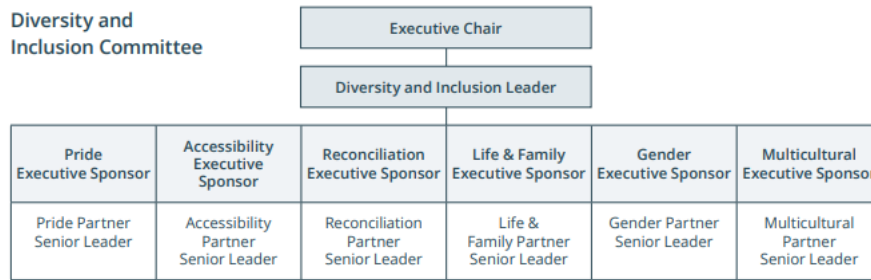 Diversity and
Inclusion Committee
Executive Chair
Diversity and Inclusion Leader
Pride
Executive Sponsor
Accessibility
Executive
Sponsor
Reconciliation
Executive Sponsor
Life & Family
Executive Sponsor
Gender
Executive Sponsor
Multicultural
Executive Sponsor
Pride Partner
Senior Leader
Accessibility
Partner
Senior Leader
Reconciliation
Partner
Senior Leader
Life &
Family Partner
Senior Leader
Gender Partner
Senior Leader
Multicultural
Partner
Senior Leader